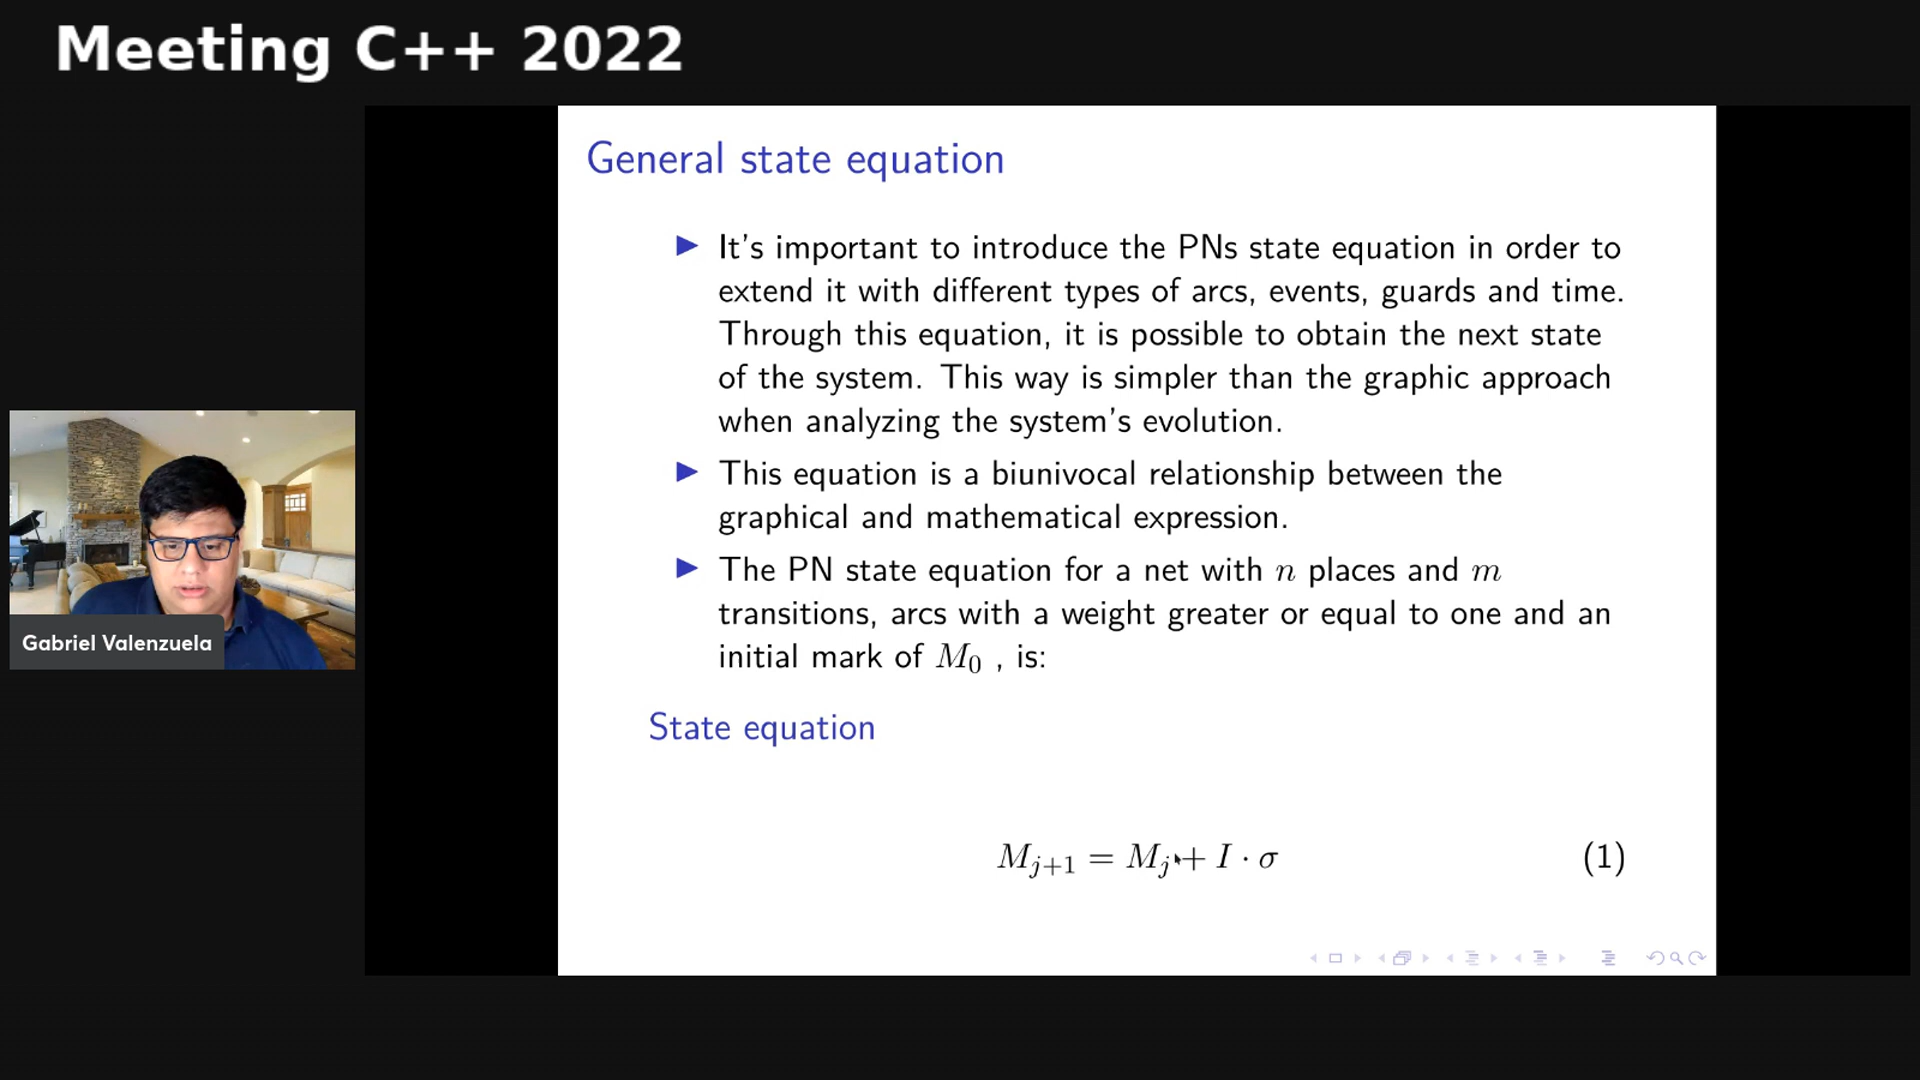 Meeting C++ 2022
General state equation
It's important to introduce the PNs state equation in order to
extend it with different types of arcs, events, guards and time.
Through this equation, it is possible to obtain the next state
of the system. This way is simpler than the graphic approach
when analyzing the system's evolution.
This equation is a biunivocal relationship between the
graphical and mathematical expression.
The PN state equation for a net with n places and m
transitions, arcs with a weight greater or equal to one and an
initial mark of M₀ , is:
State equation
Mⱼ₊₁ = Mⱼ + I · σ (1)
Gabriel Valenzuela